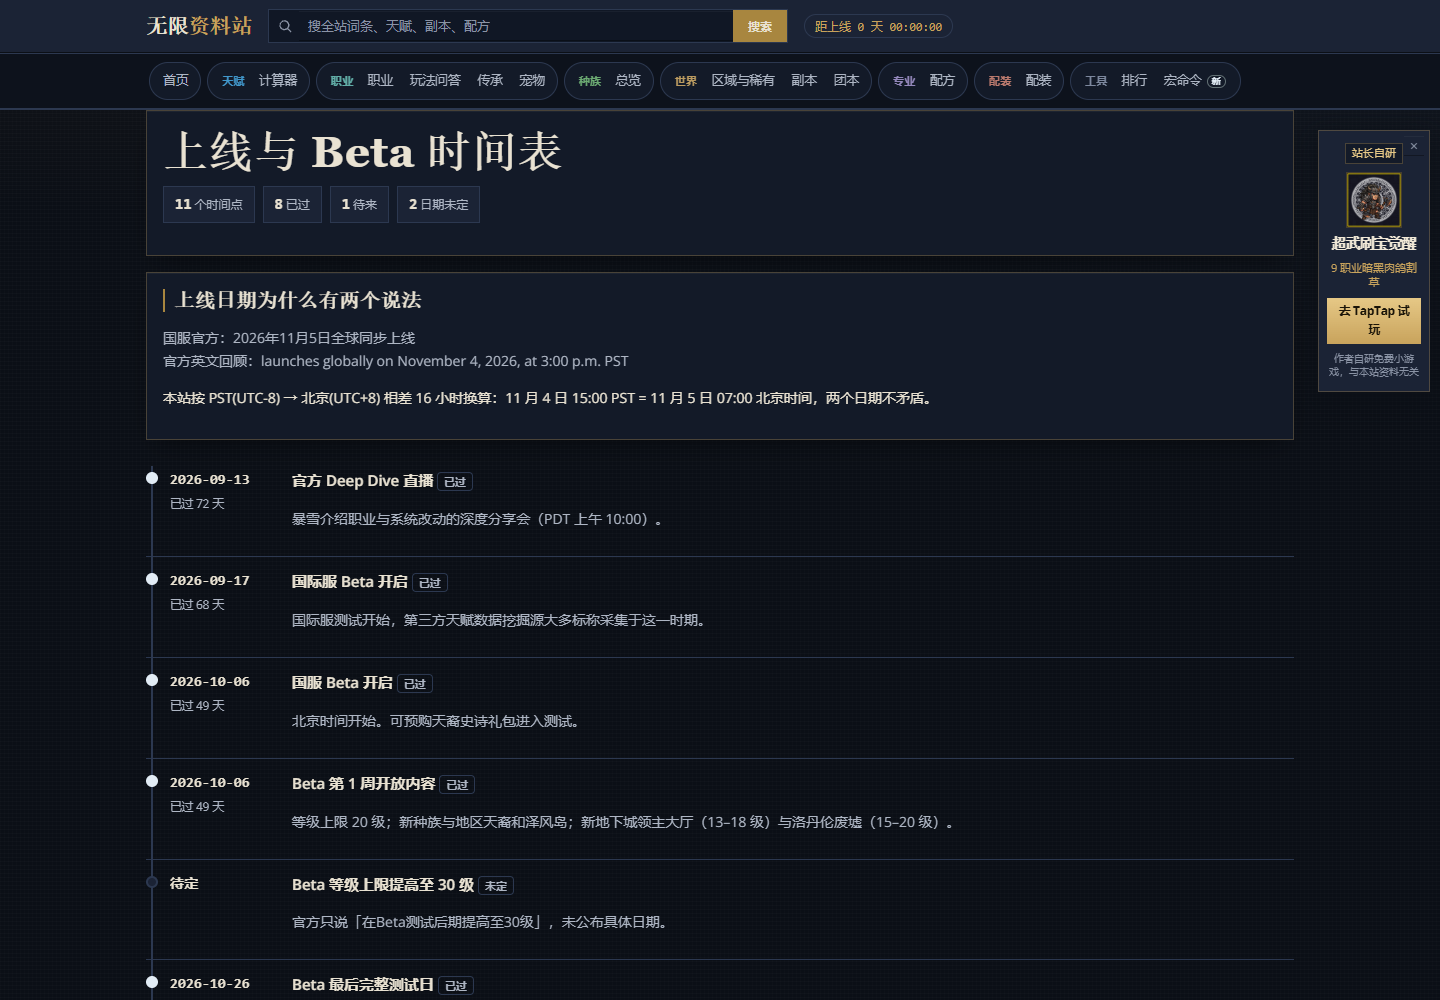 无限资料站
搜全站词条、天赋、副本、配方
搜索
距上线 0 天 00:00:00
首页
天赋 计算器
职业 职业 玩法问答 传承 宠物
种族 总览
世界 区域与稀有 副本 团本
专业 配方
配装 配装
工具 排行 宏命令 新
上线与 Beta 时间表
11 个时间点
8 已过
1 待来
2 日期未定
上线日期为什么有两个说法
国服官方：2026年11月5日全球同步上线
官方英文回顾：launches globally on November 4, 2026, at 3:00 p.m. PST
本站按 PST(UTC-8) → 北京(UTC+8) 相差 16 小时换算：11 月 4 日 15:00 PST = 11 月 5 日 07:00 北京时间，两个日期不矛盾。
2026-09-13
已过 72 天
官方 Deep Dive 直播 已过
暴雪介绍职业与系统改动的深度分享会（PDT 上午 10:00）。
2026-09-17
已过 68 天
国际服 Beta 开启 已过
国际服测试开始，第三方天赋数据挖掘源大多标称采集于这一时期。
2026-10-06
已过 49 天
国服 Beta 开启 已过
北京时间开始。可预购天裔史诗礼包进入测试。
2026-10-06
已过 49 天
Beta 第 1 周开放内容 已过
等级上限 20 级；新种族与地区天裔和泽风岛；新地下城领主大厅（13–18 级）与洛丹伦废墟（15–20 级）。
待定
Beta 等级上限提高至 30 级 未定
官方只说「在Beta测试后期提高至30级」，未公布具体日期。
2026-10-26
Beta 最后完整测试日 已过
站长自研
×
超武刷宝觉醒
9 职业暗黑肉鸽割
草
去 TapTap 试
玩
作者自研免费小游
戏，与本站资料无关